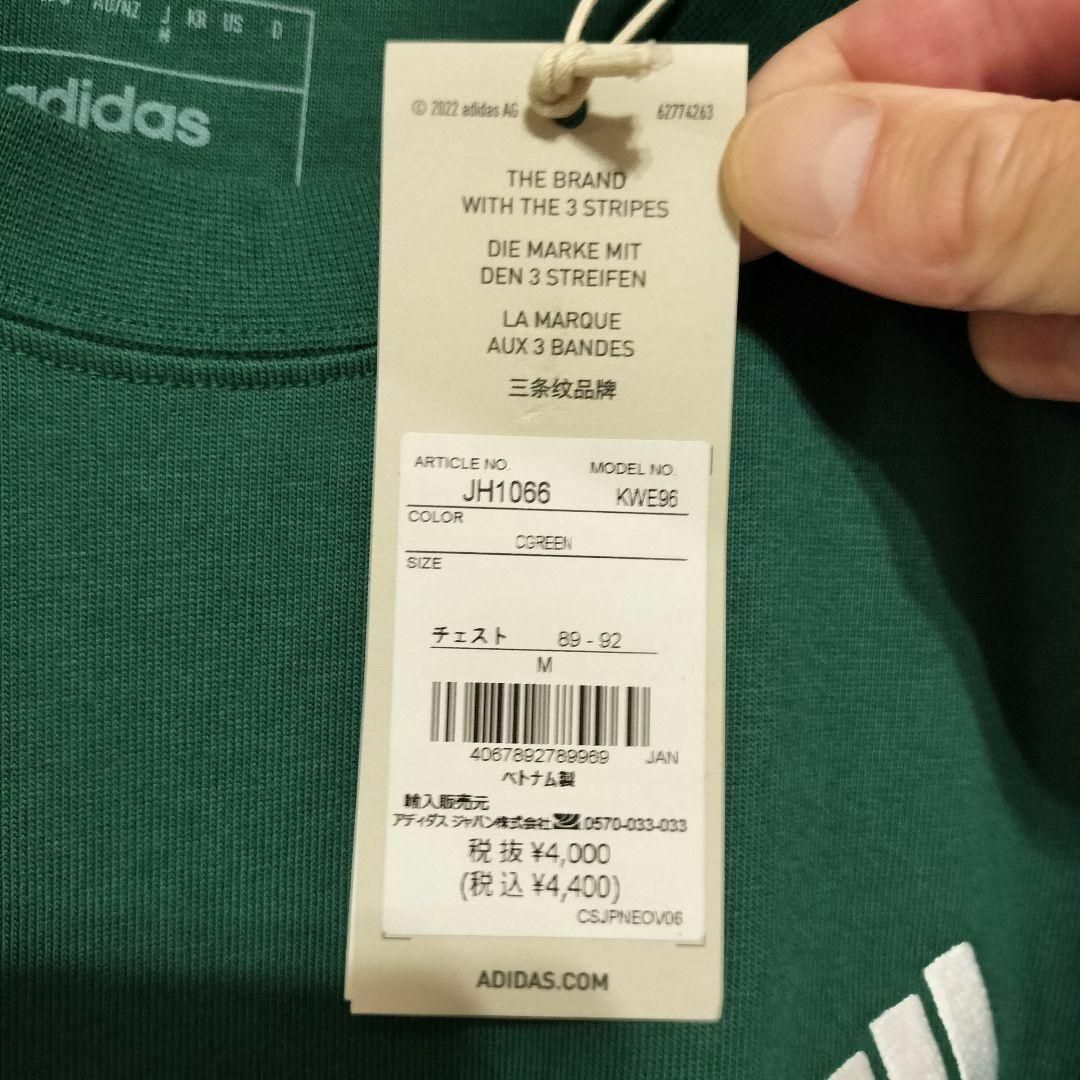 AU/NZ J KR US D
M
adidas
© 2022 adidas AG 62774263
THE BRAND
WITH THE 3 STRIPES
DIE MARKE MIT
DEN 3 STREIFEN
LA MARQUE
AUX 3 BANDES
三条纹品牌
ARTICLE NO. MODEL NO.
JH1066 KWE96
COLOR
CGREEN
SIZE
チェスト 89 - 92
M
4067892789969 JAN
ベトナム製
輸入販売元
アディダス ジャパン株式会社 0570-033-033
税抜 ¥4,000
(税込 ¥4,400)
CSJPNEOV06
ADIDAS.COM